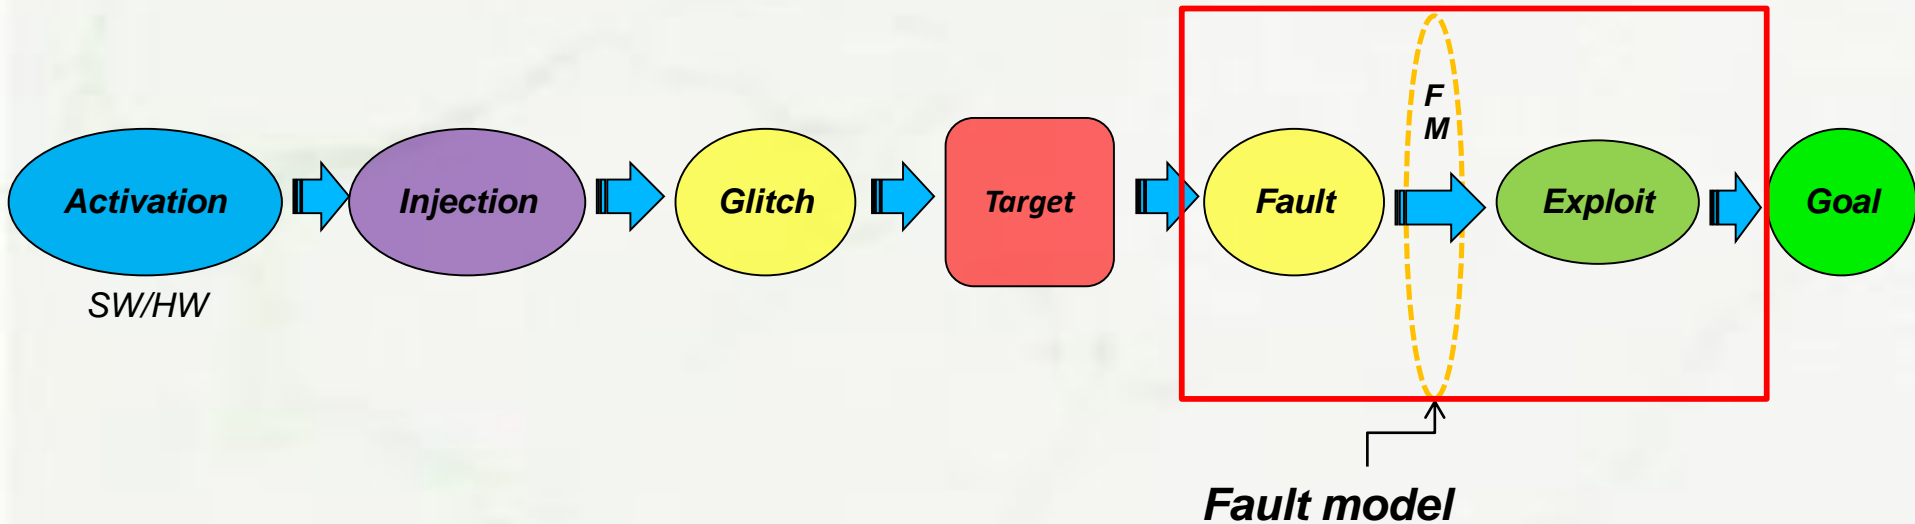 F
M
Activation
Injection
Glitch
Target
Fault
Exploit
Goal
SW/HW
Fault model